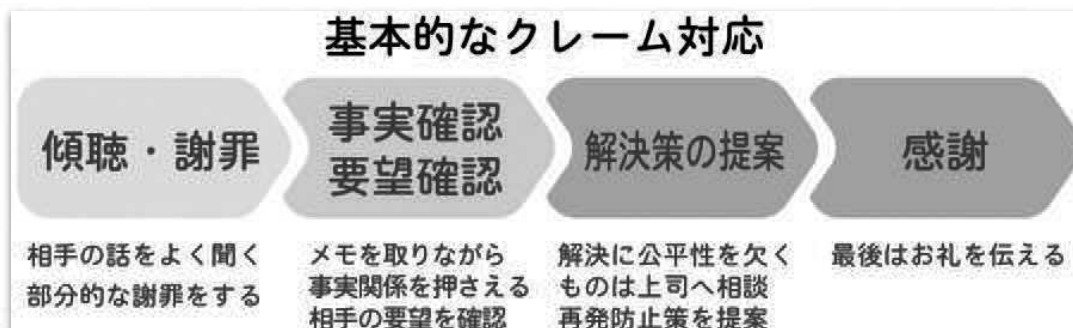 基本的なクレーム対応
傾聴・謝罪
事実確認
要望確認
解決策の提案
感謝
相手の話をよく聞く
部分的な謝罪をする
メモを取りながら
事実関係を押さえる
相手の要望を確認
解決に公平性を欠く
ものは上司へ相談
再発防止策を提案
最後はお礼を伝える